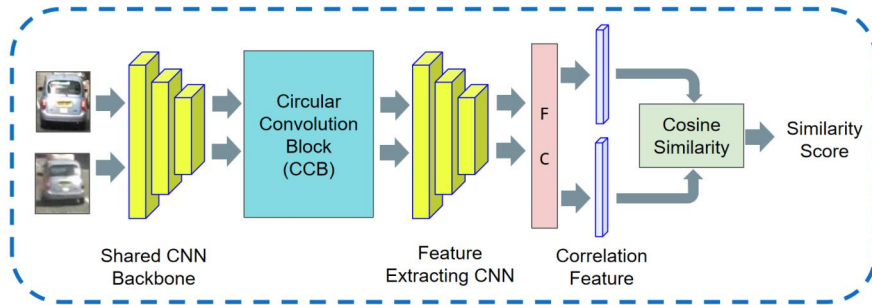 Circular
Convolution
Block
(CCB)
F
C
Cosine
Similarity
Similarity
Score
Shared CNN
Backbone
Feature
Extracting CNN
Correlation
Feature